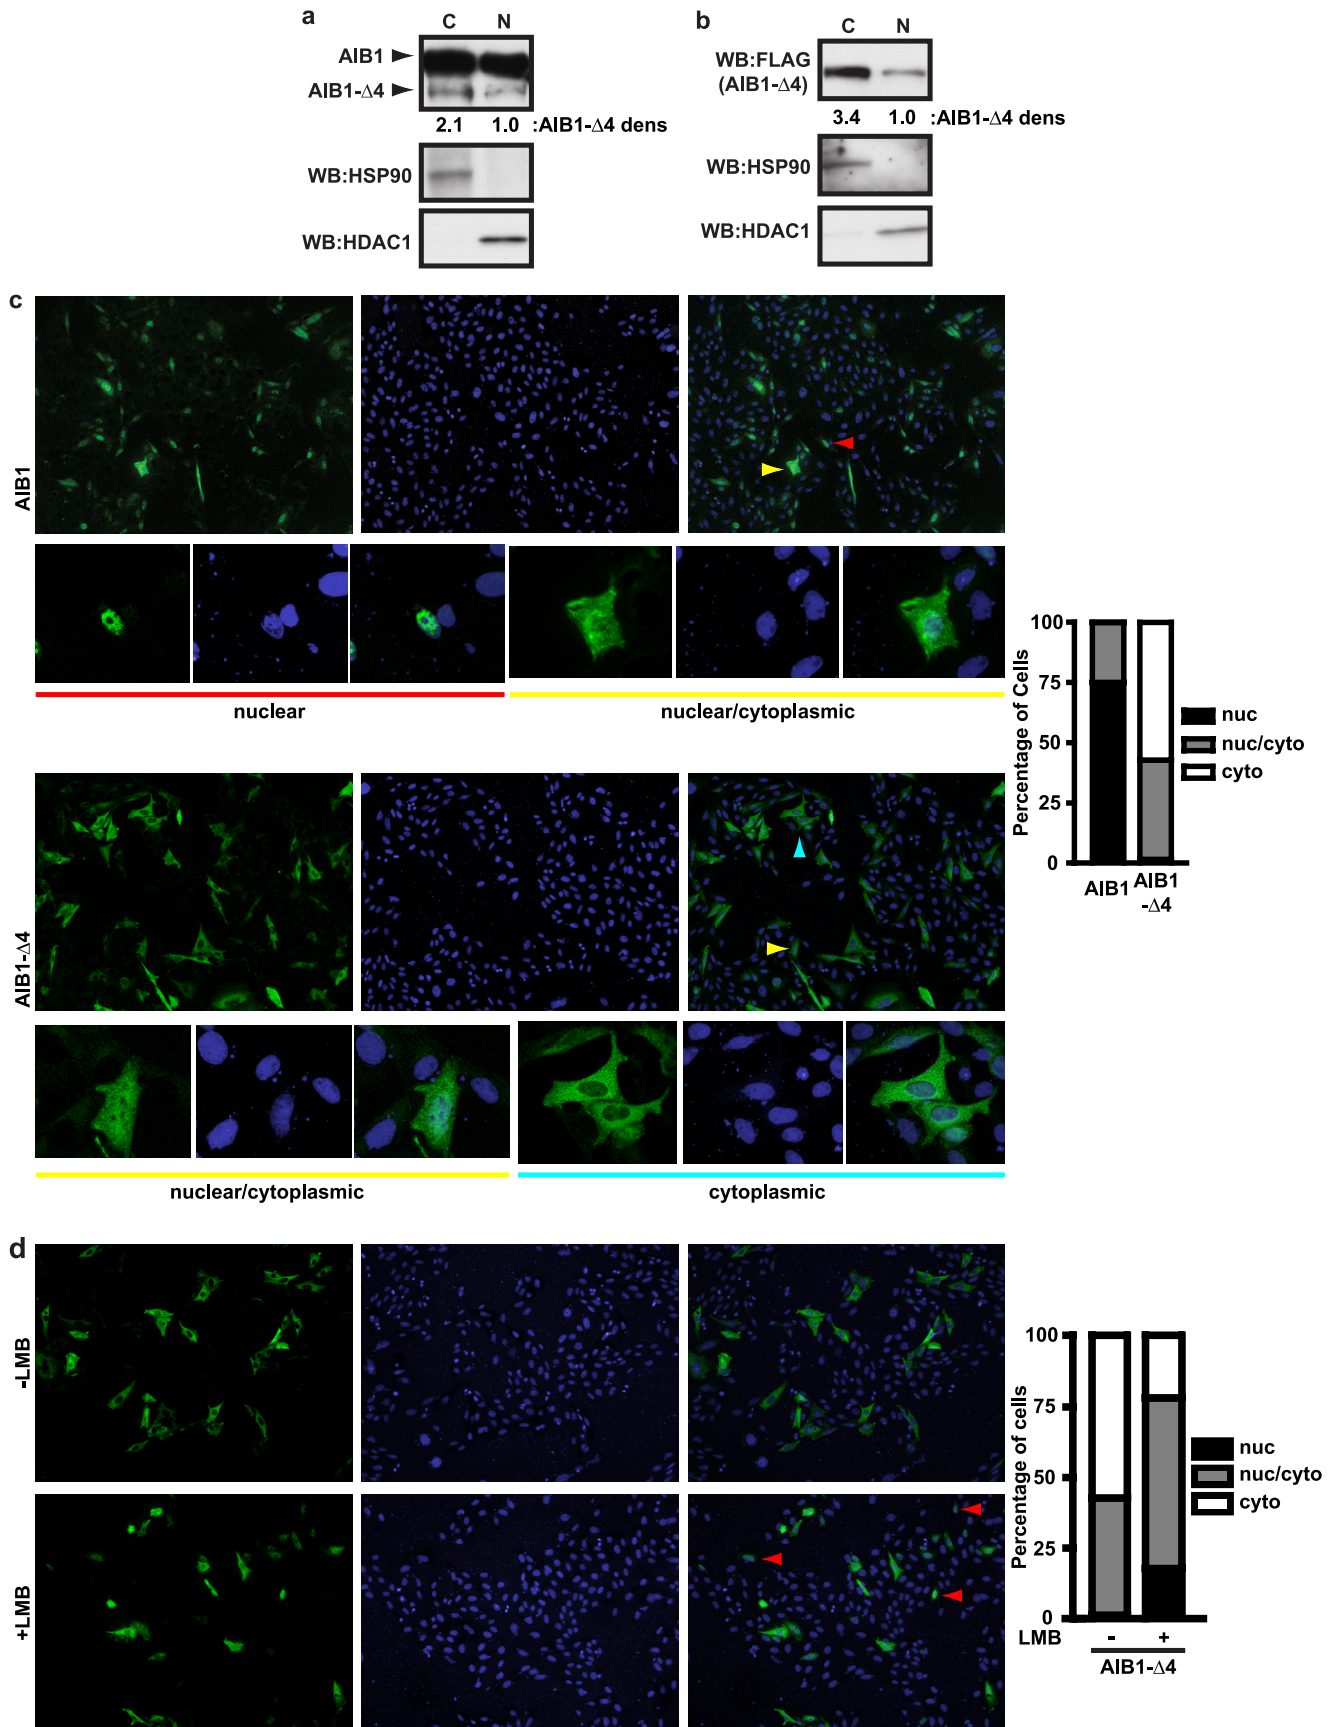 a
C N
AIB1
AIB1-Δ4
2.1 1.0 :AIB1-Δ4 dens
WB:HSP90
WB:HDAC1
b
C N
WB:FLAG
(AIB1-Δ4)
3.4 1.0 :AIB1-Δ4 dens
WB:HSP90
WB:HDAC1
c
AIB1
nuclear
nuclear/cytoplasmic
AIB1-Δ4
nuclear/cytoplasmic
cytoplasmic
Percentage of Cells
100
75
50
25
0
AIB1
AIB1
-Δ4
nuc
nuc/cyto
cyto
d
-LMB
+LMB
Percentage of cells
100
75
50
25
0
LMB - +
AIB1-Δ4
nuc
nuc/cyto
cyto